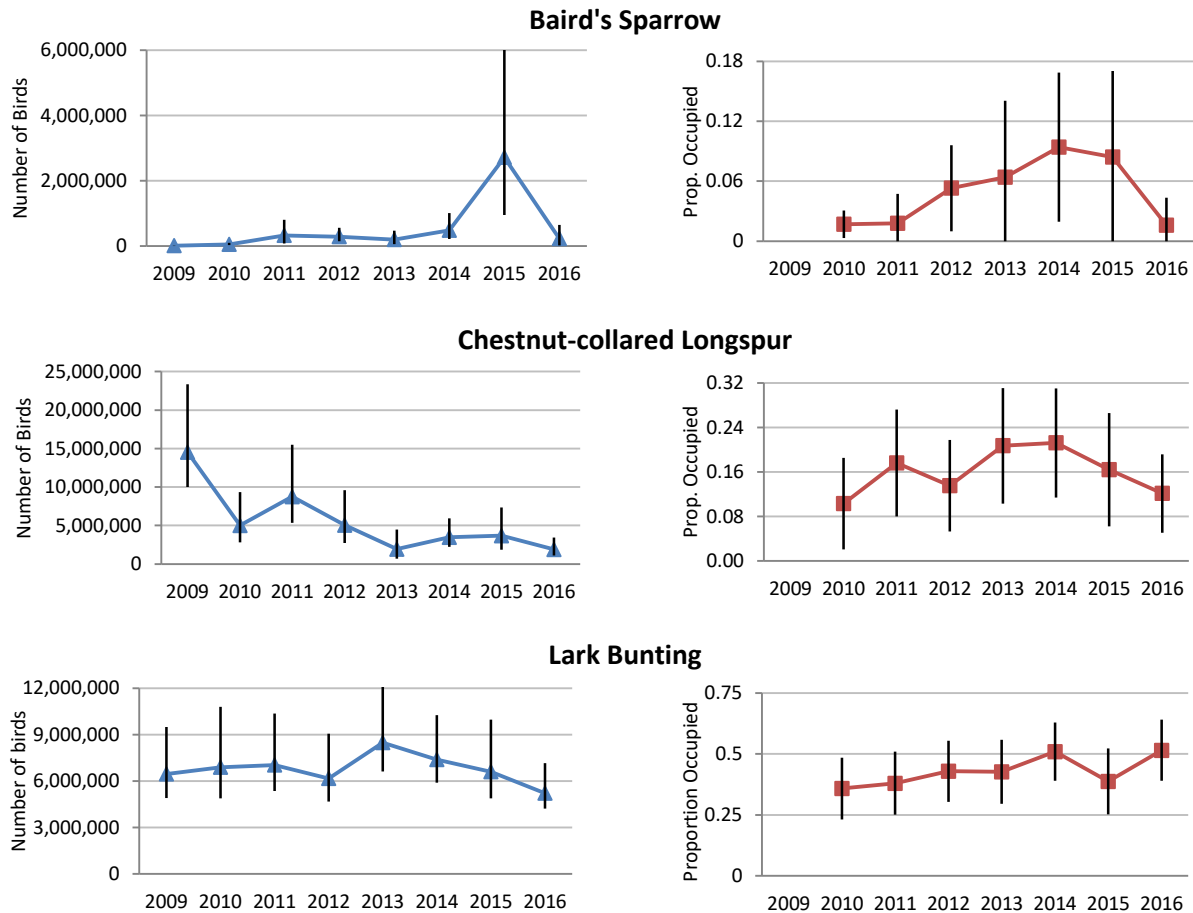 Baird's Sparrow
Number of Birds
6,000,000
4,000,000
2,000,000
0
2009 2010 2011 2012 2013 2014 2015 2016
Prop. Occupied
0.18
0.12
0.06
0
2009 2010 2011 2012 2013 2014 2015 2016
Chestnut-collared Longspur
Number of Birds
25,000,000
20,000,000
15,000,000
10,000,000
5,000,000
0
2009 2010 2011 2012 2013 2014 2015 2016
Prop. Occupied
0.32
0.24
0.16
0.08
0.00
2009 2010 2011 2012 2013 2014 2015 2016
Lark Bunting
Number of birds
12,000,000
9,000,000
6,000,000
3,000,000
0
2009 2010 2011 2012 2013 2014 2015 2016
Proportion Occupied
0.75
0.5
0.25
0
2009 2010 2011 2012 2013 2014 2015 2016